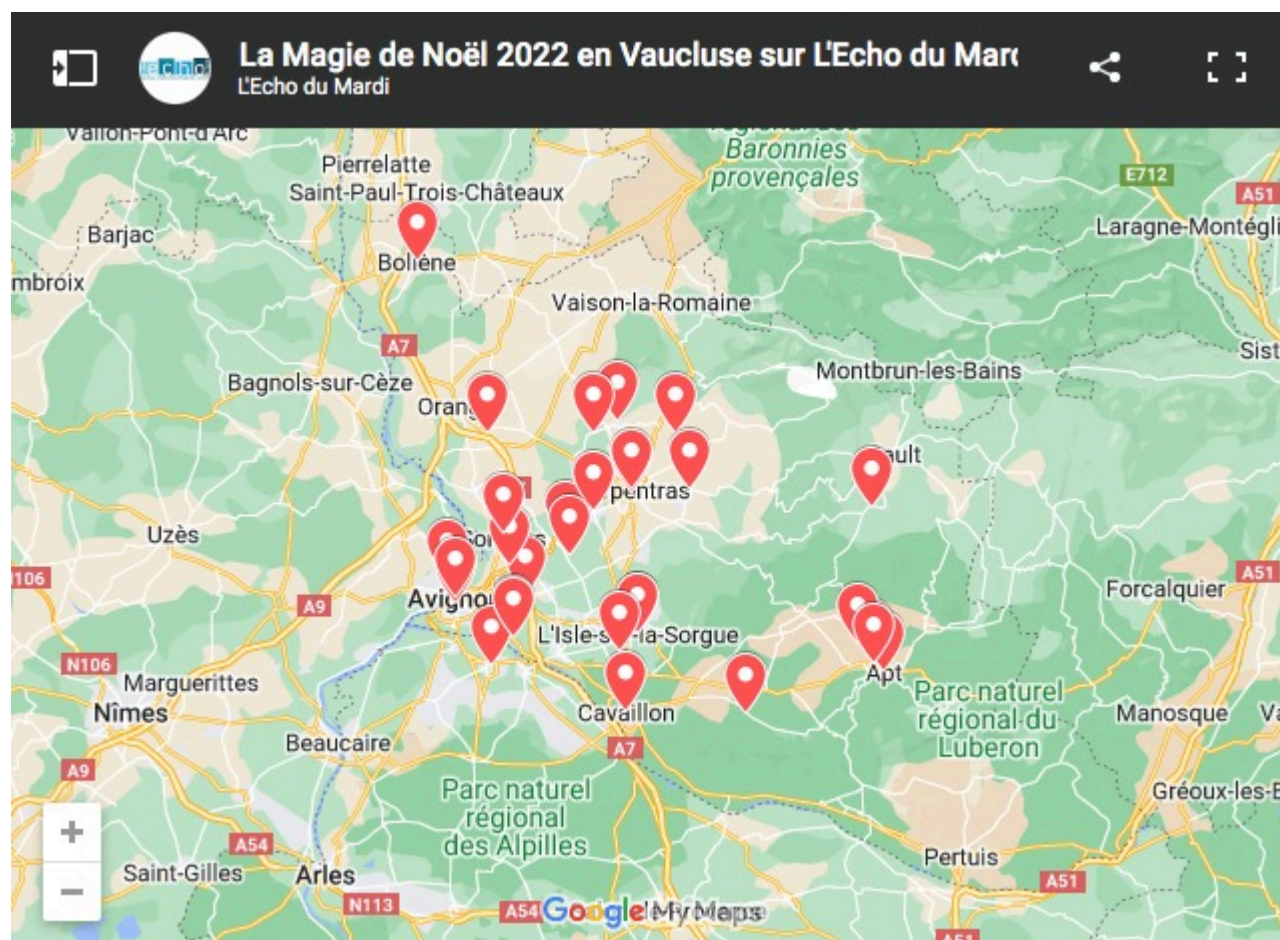 La Magie de Noël 2022 en Vaucluse sur L'Echo du Mard
L'Echo du Mardi
Vallon-Pont-d'Arc
Pierrelatte
Saint-Paul-Trois-Châteaux
Baronnies
provençales
E712
A51
Barjac
Laragne-Montégli
Bollène
mbroix
Vaison-la-Romaine
A7
Sist
Bagnols-sur-Cèze
Montbrun-les-Bains
Orang
ault
pentras
Uzès
106
A51
Forcalquier
A9
Avignon
L'Isle-sur-la-Sorgue
N106
Marguerittes
Apt
Parc naturel
régional du
Luberon
Nîmes
Cavaillon
Manosque
Va
Beaucaire
A7
A9
Parc naturel
régional
des Alpilles
Gréoux-les-B
+
A54
Pertuis
Saint-Gilles
Arles
A51
−
N113
A54
Google My Maps
A51